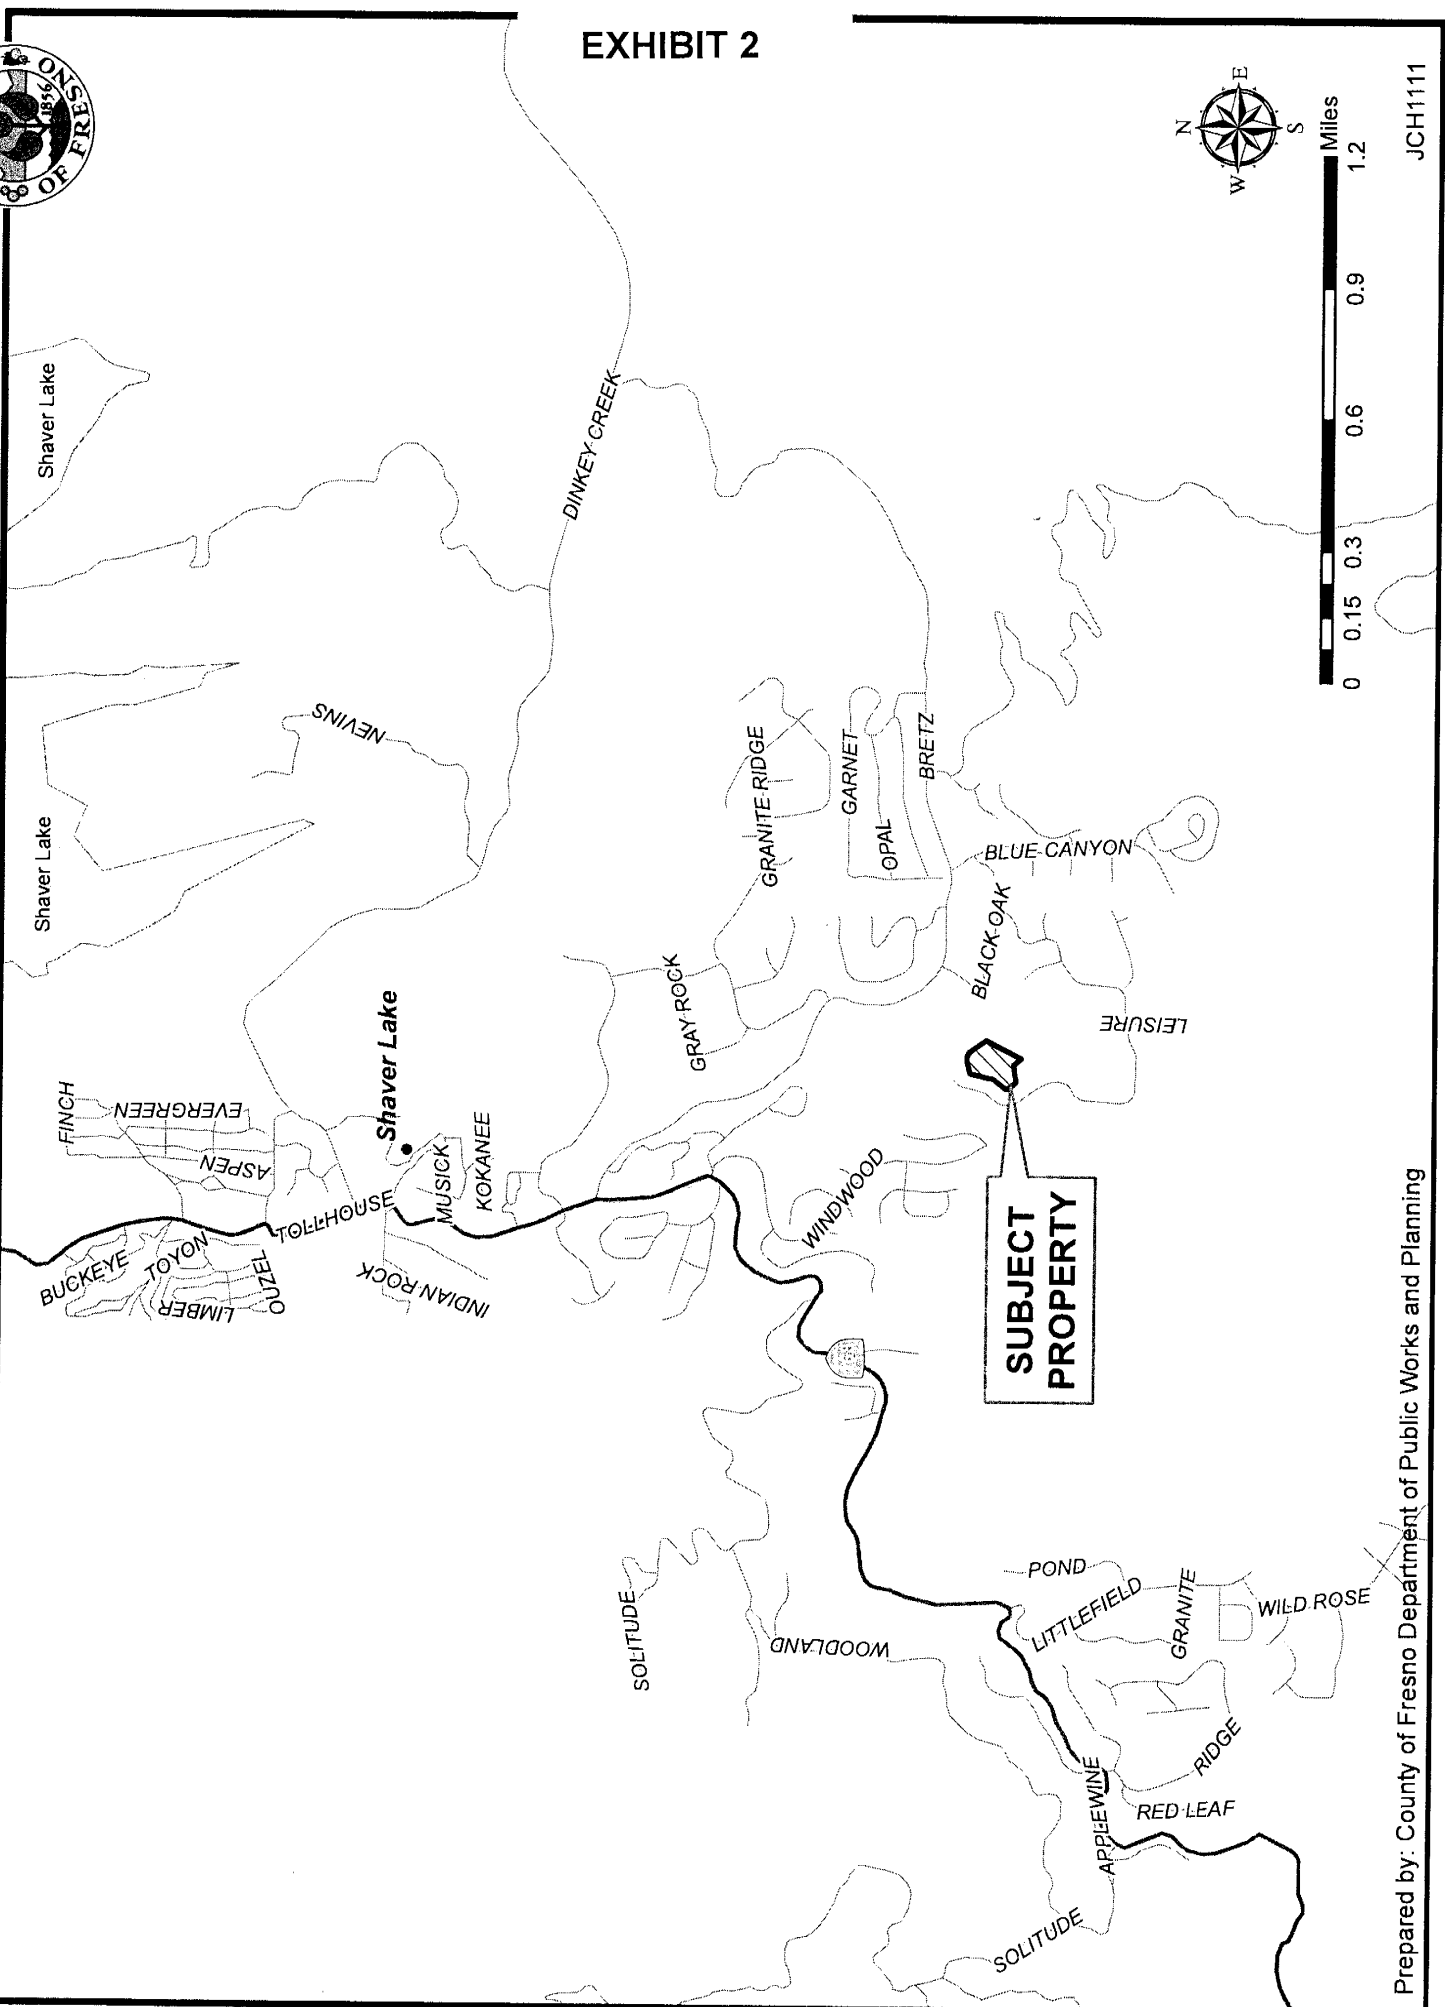 EXHIBIT 2
OF FRESNO
1856
Shaver Lake
Shaver Lake
DINKEY CREEK
NEVINS
Shaver Lake
FINCH
EVERGREEN
ASPEN
BUCKEYE
TOYON
LIMBER
OUZEL
TOLLHOUSE
INDIAN ROCK
MUSICK
KOKANEE
GRAY ROCK
GRANITE RIDGE
GARNET
OPAL
BRETZ
BLUE CANYON
BLACK OAK
LEISURE
WINDWOOD
SUBJECT
PROPERTY
SOLITUDE
WOODLAND
POND
LITTLEFIELD
GRANITE
WILD ROSE
RIDGE
RED LEAF
APPLEWINE
SOLITUDE
N
E
S
W
0 0.15 0.3 0.6 0.9 1.2
Miles
JCH1111
Prepared by: County of Fresno Department of Public Works and Planning